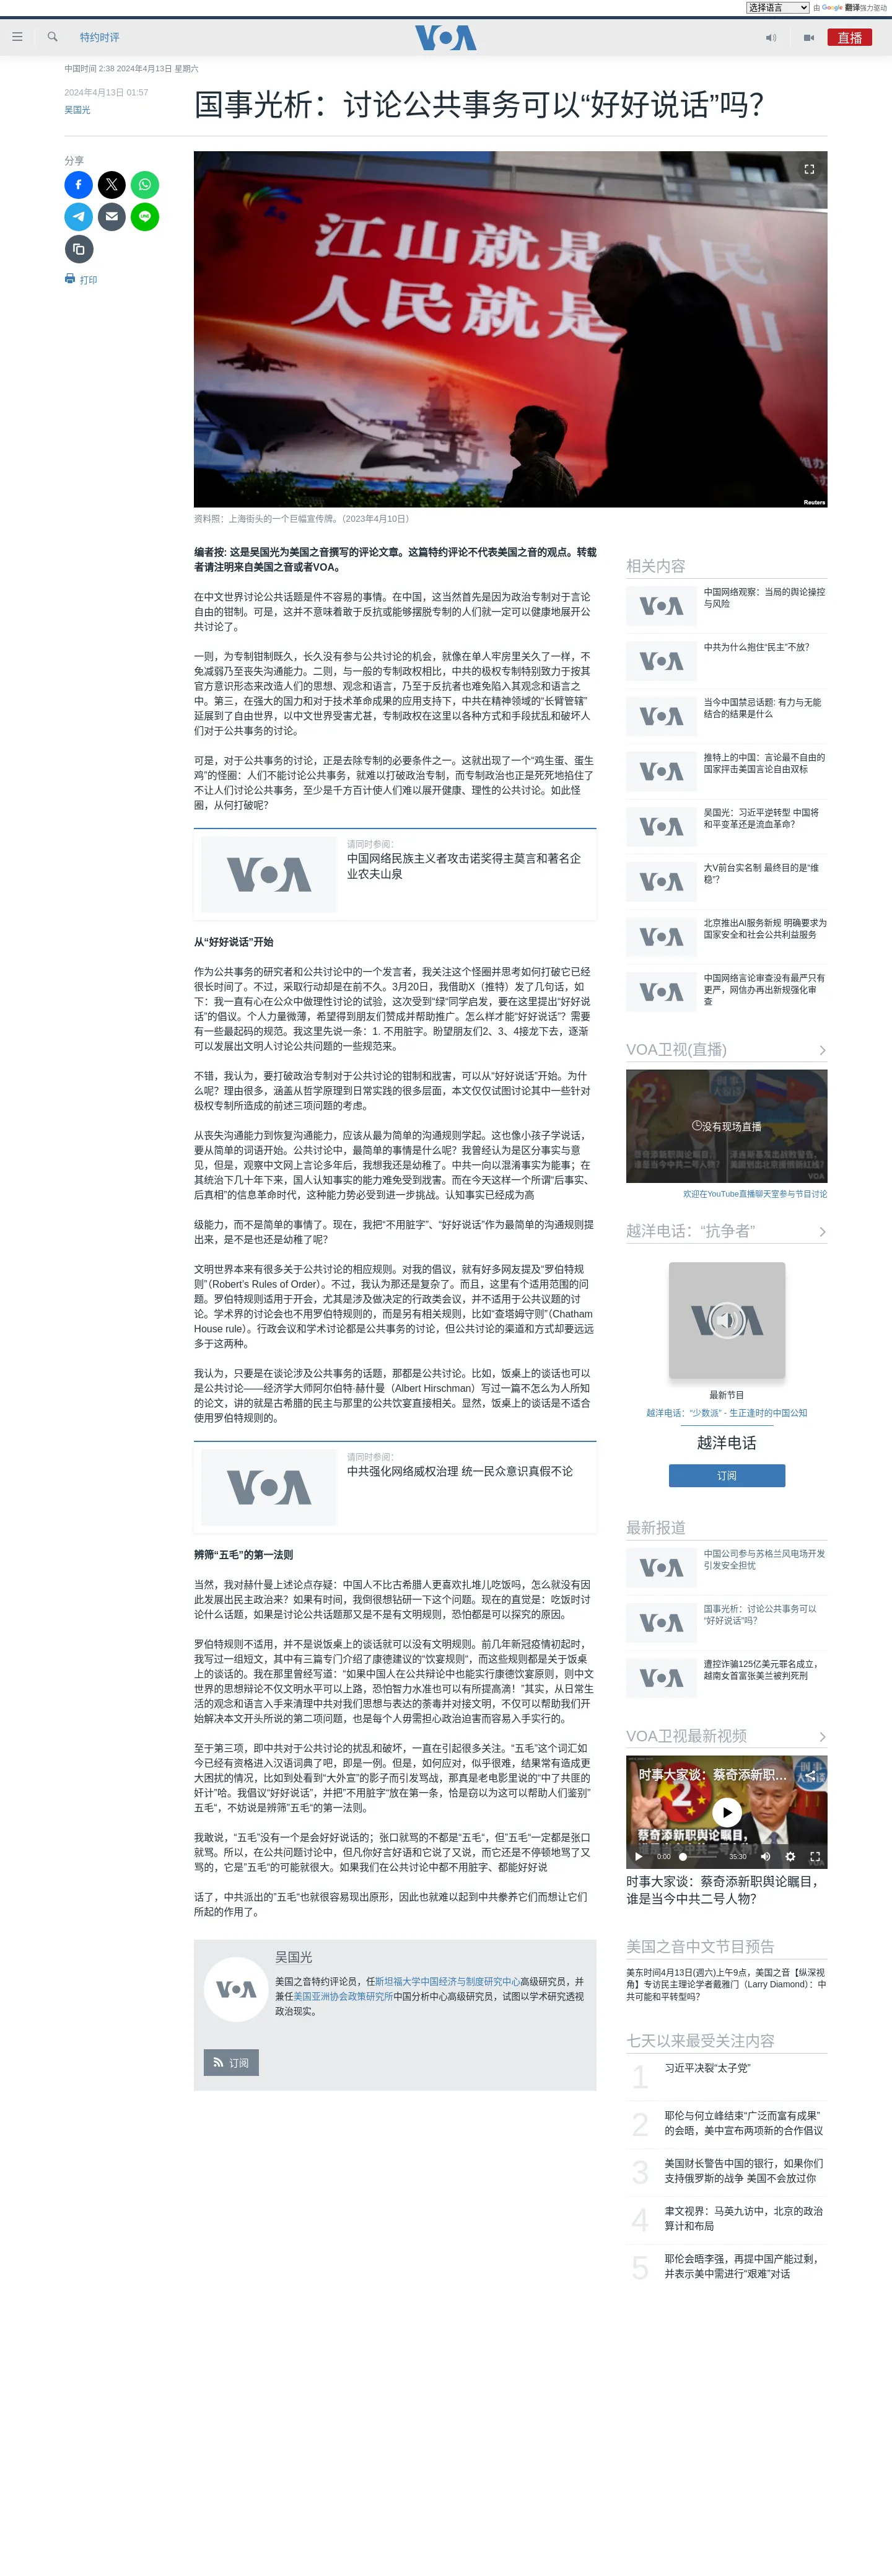 选择语言
由 Google 翻译强力驱动
特约时评
VOA
直播
中国时间 2:38 2024年4月13日 星期六
2024年4月13日 01:57
吴国光
国事光析：讨论公共事务可以“好好说话”吗？
分享
打印
江山就是人民
人民就是江山
Reuters
资料照：上海街头的一个巨幅宣传牌。（2023年4月10日）
编者按: 这是吴国光为美国之音撰写的评论文章。这篇特约评论不代表美国之音的观点。转载
者请注明来自美国之音或者VOA。
在中文世界讨论公共话题是件不容易的事情。在中国，这当然首先是因为政治专制对于言论
自由的钳制。可是，这并不意味着敢于反抗或能够摆脱专制的人们就一定可以健康地展开公
共讨论了。
一则，为专制钳制既久，长久没有参与公共讨论的机会，就像在单人牢房里关久了一样，不
免减弱乃至丧失沟通能力。二则，与一般的专制政权相比，中共的极权专制特别致力于按其
官方意识形态来改造人们的思想、观念和语言，乃至于反抗者也难免陷入其观念和语言之
中。第三，在强大的国力和对于技术革命成果的应用支持下，中共在精神领域的“长臂管辖”
延展到了自由世界，以中文世界受害尤甚，专制政权在这里以各种方式和手段扰乱和破坏人
们对于公共事务的讨论。
可是，对于公共事务的讨论，正是去除专制的必要条件之一。这就出现了一个“鸡生蛋、蛋生
鸡”的怪圈：人们不能讨论公共事务，就难以打破政治专制，而专制政治也正是死死地掐住了
不让人们讨论公共事务，至少是千方百计使人们难以展开健康、理性的公共讨论。如此怪
圈，从何打破呢？
请同时参阅：
中国网络民族主义者攻击诺奖得主莫言和著名企
业农夫山泉
从“好好说话”开始
作为公共事务的研究者和公共讨论中的一个发言者，我关注这个怪圈并思考如何打破它已经
很长时间了。不过，采取行动却是在前不久。3月20日，我借助X（推特）发了几句话，如
下：我一直有心在公众中做理性讨论的试验，这次受到“绿”同学启发，要在这里提出“好好说
话”的倡议。个人力量微薄，希望得到朋友们赞成并帮助推广。怎么样才能“好好说话”？需要
有一些最起码的规范。我这里先说一条：1. 不用脏字。盼望朋友们2、3、4接龙下去，逐渐
可以发展出文明人讨论公共问题的一些规范来。
不错，我认为，要打破政治专制对于公共讨论的钳制和戕害，可以从“好好说话”开始。为什
么呢？理由很多，涵盖从哲学原理到日常实践的很多层面，本文仅仅试图讨论其中一些针对
极权专制所造成的前述三项问题的考虑。
从丧失沟通能力到恢复沟通能力，应该从最为简单的沟通规则学起。这也像小孩子学说话，
要从简单的词语开始。公共讨论中，最简单的事情是什么呢？我曾经认为是区分事实与意
见，但是，观察中文网上言论多年后，我想我还是幼稚了。中共一向以混淆事实为能事；在
其统治下几十年下来，国人认知事实的能力难免受到戕害。而在今天这样一个所谓“后事实、
后真相”的信息革命时代，这种能力势必受到进一步挑战。认知事实已经成为高
级能力，而不是简单的事情了。现在，我把“不用脏字”、“好好说话”作为最简单的沟通规则提
出来，是不是也还是幼稚了呢？
文明世界本来有很多关于公共讨论的相应规则。对我的倡议，就有好多网友提及“罗伯特规
则”（Robert's Rules of Order）。不过，我认为那还是复杂了。而且，这里有个适用范围的问
题。罗伯特规则适用于开会，尤其是涉及做决定的行政类会议，并不适用于公共议题的讨
论。学术界的讨论会也不用罗伯特规则的，而是另有相关规则，比如“查塔姆守则”（Chatham
House rule）。行政会议和学术讨论都是公共事务的讨论，但公共讨论的渠道和方式却要远远
多于这两种。
我认为，只要是在谈论涉及公共事务的话题，那都是公共讨论。比如，饭桌上的谈话也可以
是公共讨论——经济学大师阿尔伯特·赫什曼（Albert Hirschman）写过一篇不怎么为人所知
的论文，讲的就是古希腊的民主与那里的公共饮宴直接相关。显然，饭桌上的谈话是不适合
使用罗伯特规则的。
请同时参阅：
中共强化网络威权治理 统一民众意识真假不论
辨筛“五毛”的第一法则
当然，我对赫什曼上述论点存疑：中国人不比古希腊人更喜欢扎堆儿吃饭吗，怎么就没有因
此发展出民主政治来？如果有时间，我倒很想钻研一下这个问题。现在的直觉是：吃饭时讨
论什么话题，如果是讨论公共话题那又是不是有文明规则，恐怕都是可以探究的原因。
罗伯特规则不适用，并不是说饭桌上的谈话就可以没有文明规则。前几年新冠疫情初起时，
我写过一组短文，其中有三篇专门介绍了康德建议的“饮宴规则”，而这些规则都是关于饭桌
上的谈话的。我在那里曾经写道：“如果中国人在公共辩论中也能实行康德饮宴原则，则中文
世界的思想辩论不仅文明水平可以上路，恐怕智力水准也可以有所提高滴！”其实，从日常生
活的观念和语言入手来清理中共对我们思想与表达的荼毒并对接文明，不仅可以帮助我们开
始解决本文开头所说的第二项问题，也是每个人毋需担心政治迫害而容易入手实行的。
至于第三项，即中共对于公共讨论的扰乱和破坏，一直在引起很多关注。“五毛”这个词汇如
今已经有资格进入汉语词典了吧，即是一例。但是，如何应对，似乎很难，结果常有造成更
大困扰的情况，比如到处看到“大外宣”的影子而引发骂战，那真是老电影里说的“中了共匪的
奸计”哈。我倡议“好好说话”，并把”不用脏字“放在第一条，恰是窃以为这可以帮助人们鉴别”
五毛“，不妨说是辨筛”五毛“的第一法则。
我敢说，“五毛”没有一个是会好好说话的；张口就骂的不都是“五毛“，但”五毛“一定都是张口
就骂。所以，在公共问题讨论中，但凡你好言好语和它说了又说，而它还是不停顿地骂了又
骂的，它是”五毛“的可能就很大。如果我们在公共讨论中都不用脏字、都能好好说
话了，中共派出的”五毛“也就很容易现出原形，因此也就难以起到中共豢养它们而想让它们
所起的作用了。
吴国光
美国之音特约评论员，任斯坦福大学中国经济与制度研究中心高级研究员，并
兼任美国亚洲协会政策研究所中国分析中心高级研究员，试图以学术研究透视
政治现实。
订阅
相关内容
中国网络观察：当局的舆论操控
与风险
中共为什么抱住“民主”不放？
当今中国禁忌话题: 有力与无能
结合的结果是什么
推特上的中国：言论最不自由的
国家抨击美国言论自由双标
吴国光：习近平逆转型 中国将
和平变革还是流血革命？
大V前台实名制 最终目的是“维
稳”？
北京推出AI服务新规 明确要求为
国家安全和社会公共利益服务
中国网络言论审查没有最严只有
更严，网信办再出新规强化审
查
VOA卫视(直播)
没有现场直播
欢迎在YouTube直播聊天室参与节目讨论
越洋电话：“抗争者”
最新节目
越洋电话：“少数派” - 生正逢时的中国公知
越洋电话
订阅
最新报道
中国公司参与苏格兰风电场开发
引发安全担忧
国事光析：讨论公共事务可以
“好好说话”吗？
遭控诈骗125亿美元罪名成立，
越南女首富张美兰被判死刑
VOA卫视最新视频
时事大家谈：蔡奇添新职...
蔡奇添新职舆论瞩目，
谁是当今中共二号人物？
0:00
35:30
时事大家谈：蔡奇添新职舆论瞩目，
谁是当今中共二号人物？
美国之音中文节目预告
美东时间4月13日(週六)上午9点，美国之音【纵深视
角】专访民主理论学者戴雅门（Larry Diamond）：中
共可能和平转型吗？
七天以来最受关注内容
1
习近平决裂“太子党”
2
耶伦与何立峰结束“广泛而富有成果”
的会晤，美中宣布两项新的合作倡议
3
美国财长警告中国的银行，如果你们
支持俄罗斯的战争 美国不会放过你
4
聿文视界：马英九访中，北京的政治
算计和布局
5
耶伦会晤李强，再提中国产能过剩，
并表示美中需进行“艰难”对话